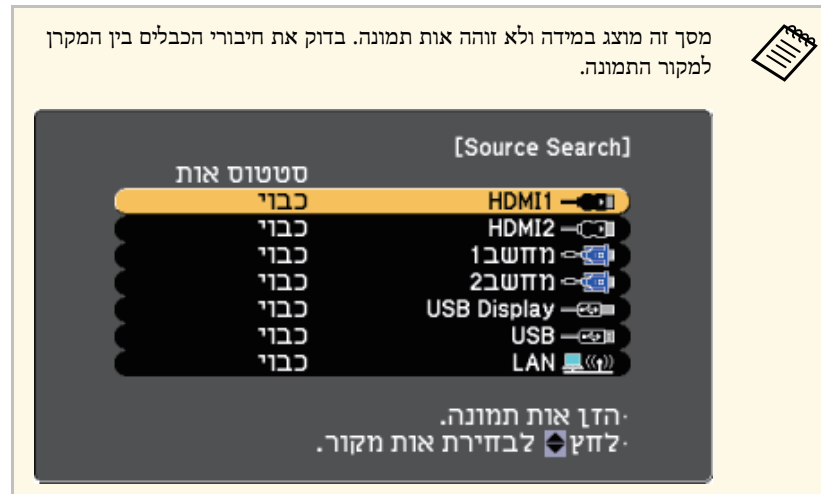 מסך זה מוצג במידה ולא זוהה אות תמונה. בדוק את חיבורי הכבלים בין המקרן
למקור התמונה.
[Source Search]
סטטוס אות
HDMI1 כבוי
HDMI2 כבוי
מחשב1 כבוי
מחשב2 כבוי
USB Display כבוי
USB כבוי
LAN כבוי
·הזן אות תמונה.
·לחץ לבחירת אות מקור.